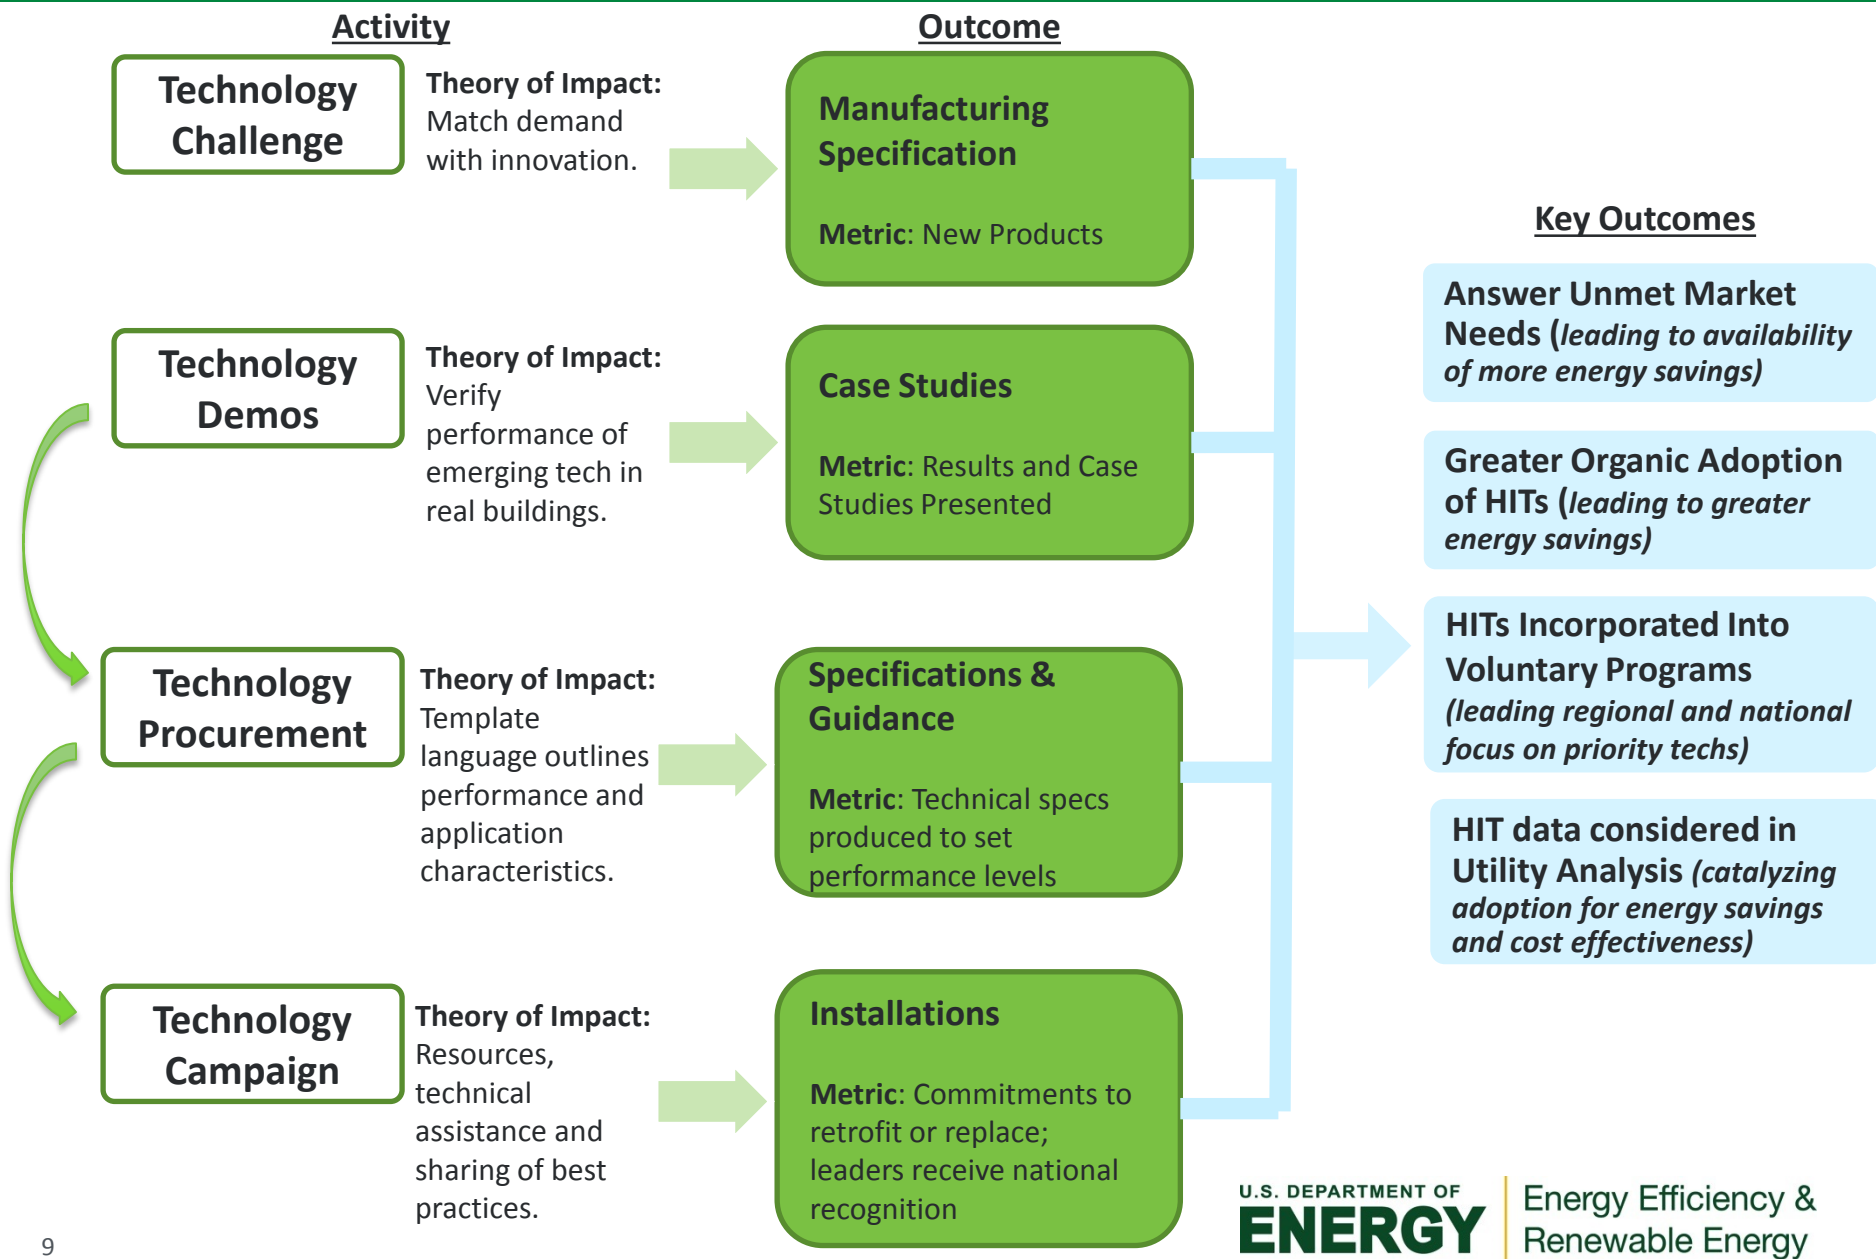 Activity
Outcome
Technology
Challenge
Theory of Impact:
Match demand
with innovation.
Manufacturing
Specification
Metric: New Products
Technology
Demos
Theory of Impact:
Verify
performance of
emerging tech in
real buildings.
Case Studies
Metric: Results and Case
Studies Presented
Technology
Procurement
Theory of Impact:
Template
language outlines
performance and
application
characteristics.
Specifications &
Guidance
Metric: Technical specs
produced to set
performance levels
Technology
Campaign
Theory of Impact:
Resources,
technical
assistance and
sharing of best
practices.
Installations
Metric: Commitments to
retrofit or replace;
leaders receive national
recognition
Key Outcomes
Answer Unmet Market
Needs (leading to availability
of more energy savings)
Greater Organic Adoption
of HITs (leading to greater
energy savings)
HITs Incorporated Into
Voluntary Programs
(leading regional and national
focus on priority techs)
HIT data considered in
Utility Analysis (catalyzing
adoption for energy savings
and cost effectiveness)
9
U.S. DEPARTMENT OF
ENERGY
Energy Efficiency &
Renewable Energy